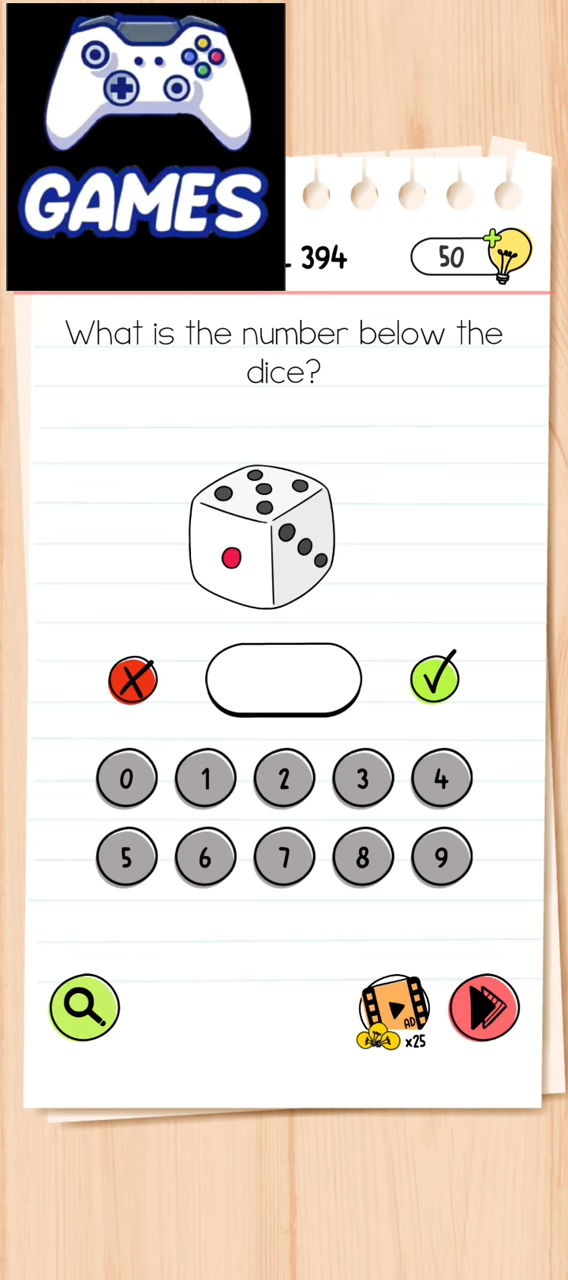 GAMES
394
50
What is the number below the
dice?
0 1 2 3 4
5 6 7 8 9
AD
x25